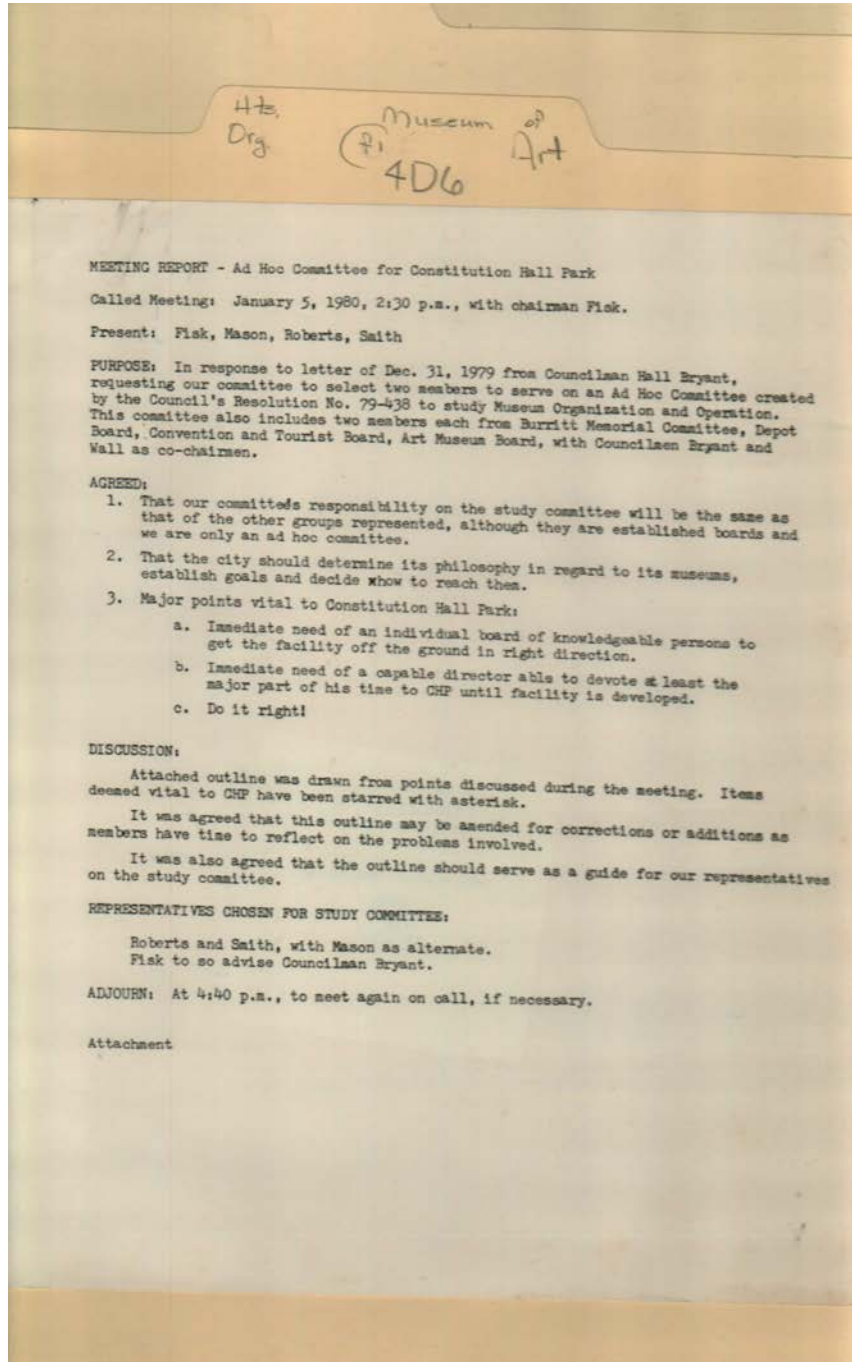 Hts. Museum of
Org. Art
4D6
MEETING REPORT - Ad Hoc Committee for Constitution Hall Park
Called Meeting: January 5, 1980, 2:30 p.m., with chairman Fisk.
Present: Fisk, Mason, Roberts, Smith
PURPOSE: In response to letter of Dec. 31, 1979 from Councilman Hall Bryant,
requesting our committee to select two members to serve on an Ad Hoc Committee created
by the Council's Resolution No. 79-438 to study Museum Organization and Operation.
This committee also includes two members each from Burritt Memorial Committee, Depot
Board, Convention and Tourist Board, Art Museum Board, with Councilmen Bryant and
Wall as co-chairmen.
AGREED:
1. That our committeés responsibility on the study committee will be the same as
that of the other groups represented, although they are established boards and
we are only an ad hoc committee.
2. That the city should determine its philosophy in regard to its museums,
establish goals and decide xhow to reach them.
3. Major points vital to Constitution Hall Park:
a. Immediate need of an individual board of knowledgeable persons to
get the facility off the ground in right direction.
b. Immediate need of a capable director able to devote at least the
major part of his time to CHP until facility is developed.
c. Do it right!
DISCUSSION:
Attached outline was drawn from points discussed during the meeting. Items
deemed vital to CHP have been starred with asterisk.
It was agreed that this outline may be amended for corrections or additions as
members have time to reflect on the problems involved.
It was also agreed that the outline should serve as a guide for our representatives
on the study committee.
REPRESENTATIVES CHOSEN FOR STUDY COMMITTEE:
Roberts and Smith, with Mason as alternate.
Fisk to so advise Councilman Bryant.
ADJOURN: At 4:40 p.m., to meet again on call, if necessary.
Attachment